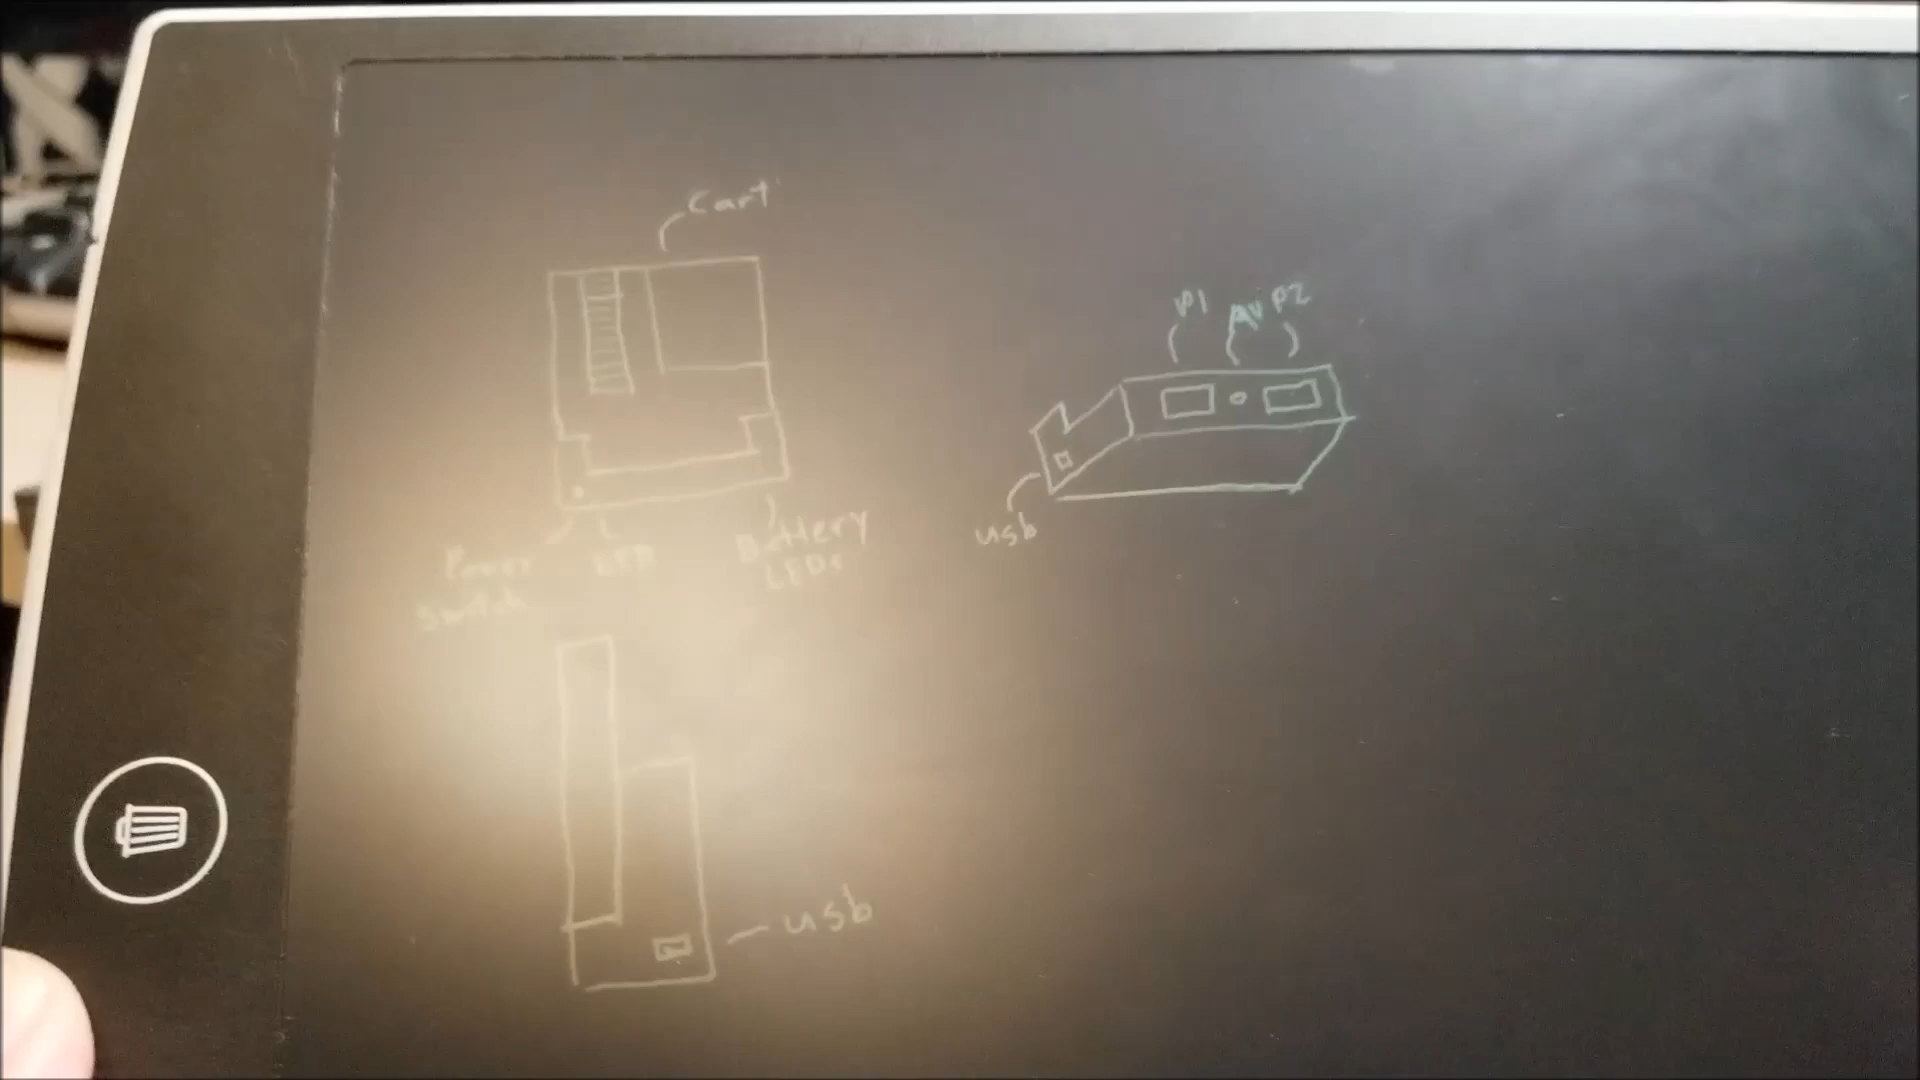 Cart
P1
AV
P2
Power
Switch
LED
Battery
LEDs
usb
usb